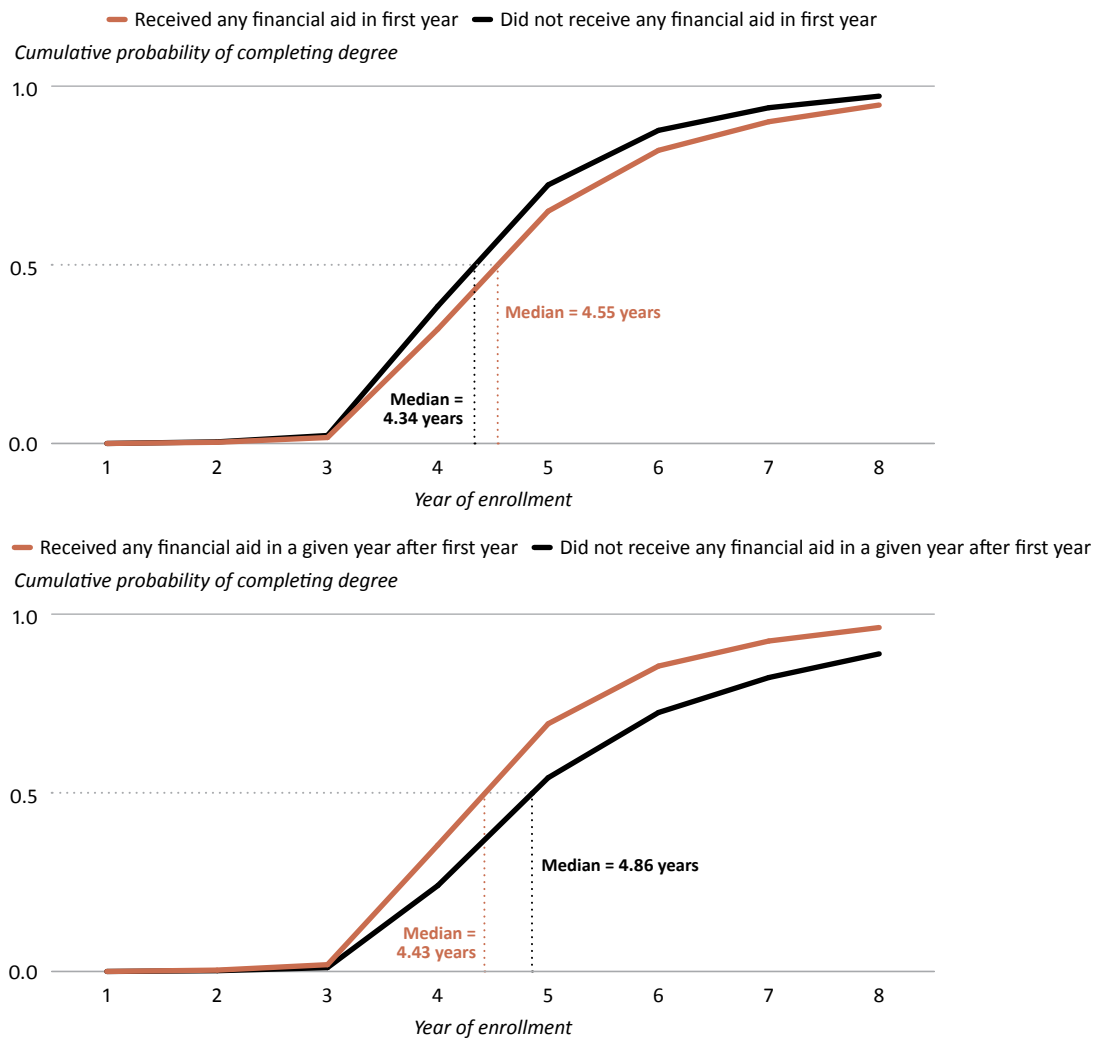 Received any financial aid in first year Did not receive any financial aid in first year
Cumulative probability of completing degree
1.0
0.5
Median = 4.55 years
Median =
4.34 years
0.0
1 2 3 4 5 6 7 8
Year of enrollment
Received any financial aid in a given year after first year Did not receive any financial aid in a given year after first year
Cumulative probability of completing degree
1.0
0.5
Median = 4.86 years
Median =
4.43 years
0.0
1 2 3 4 5 6 7 8
Year of enrollment